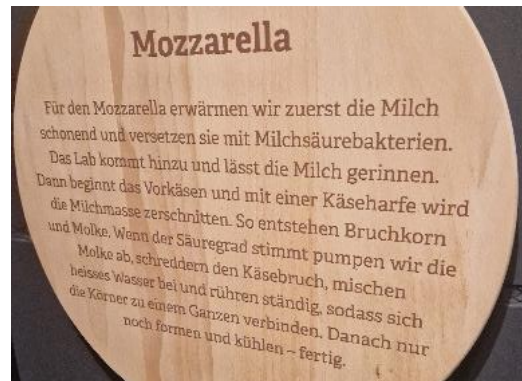 Mozzarella
Für den Mozzarella erwärmen wir zuerst die Milch
schonend und versetzen sie mit Milchsäurebakterien.
Das Lab kommt hinzu und lässt die Milch gerinnen.
Dann beginnt das Vorkäsen und mit einer Käseharfe wird
die Milchmasse zerschnitten. So entstehen Bruchkorn
und Molke. Wenn der Säuregrad stimmt pumpen wir die
Molke ab, schreddern den Käsebruch, mischen
heisses Wasser bei und rühren ständig, sodass sich
die Körner zu einem Ganzen verbinden. Danach nur
noch formen und kühlen – fertig.